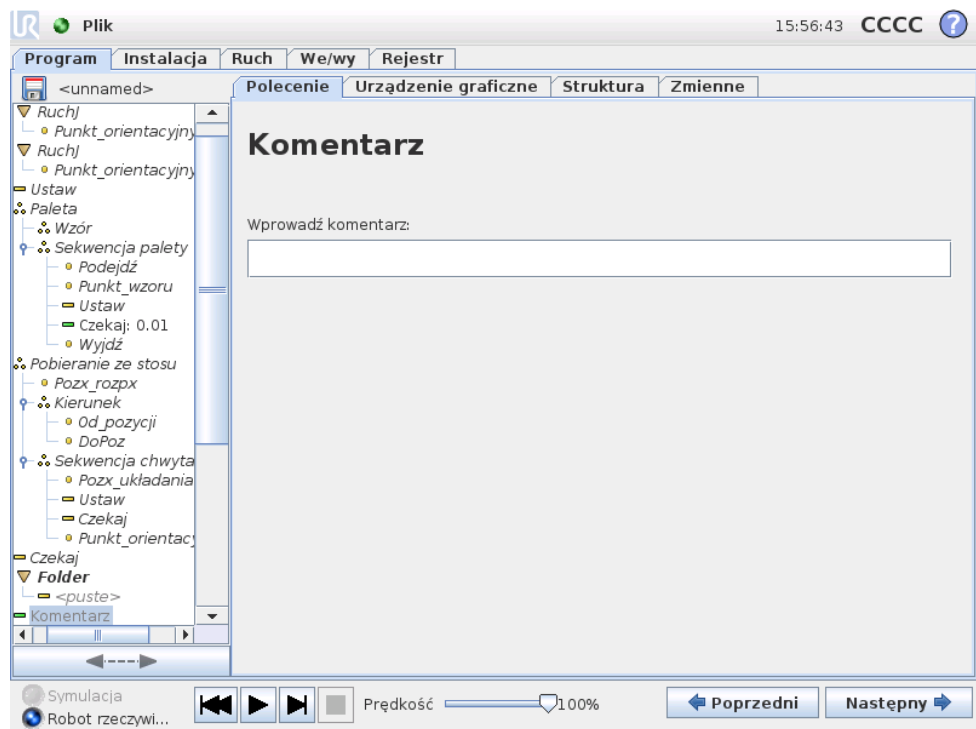 UR Plik 15:56:43 CCCC ?
Program Instalacja Ruch We/wy Rejestr
<unnamed>
Polecenie Urządzenie graficzne Struktura Zmienne
RuchJ
Punkt_orientacyjny
RuchJ
Punkt_orientacyjny
Ustaw
Paleta
Wzór
Sekwencja palety
Podejdź
Punkt_wzoru
Ustaw
Czekaj: 0.01
Wyjdź
Pobieranie ze stosu
Pozx_rozpx
Kierunek
Od_pozycji
DoPoz
Sekwencja chwyta
Pozx_układania
Ustaw
Czekaj
Punkt_orientacy
Czekaj
Folder
<puste>
Komentarz
Komentarz
Wprowadź komentarz:
Symulacja
Robot rzeczywi...
Prędkość 100%
Poprzedni Następny